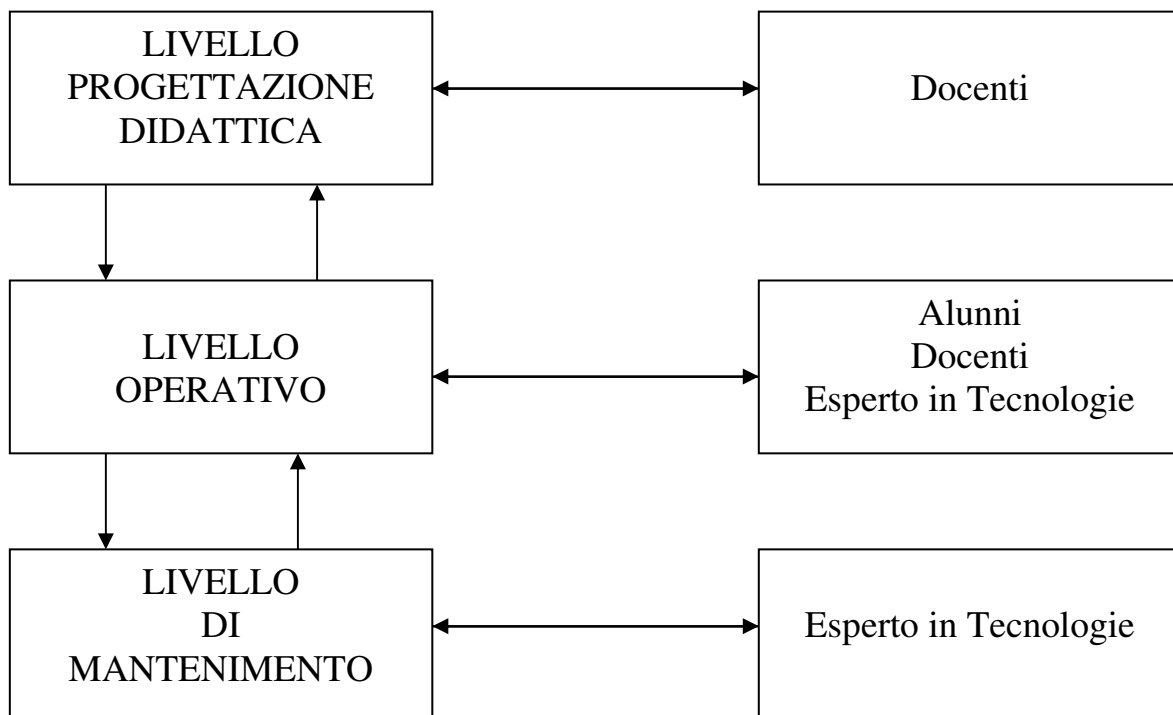 LIVELLO
PROGETTAZIONE
DIDATTICA
Docenti
LIVELLO
OPERATIVO
Alunni
Docenti
Esperto in Tecnologie
LIVELLO
DI
MANTENIMENTO
Esperto in Tecnologie